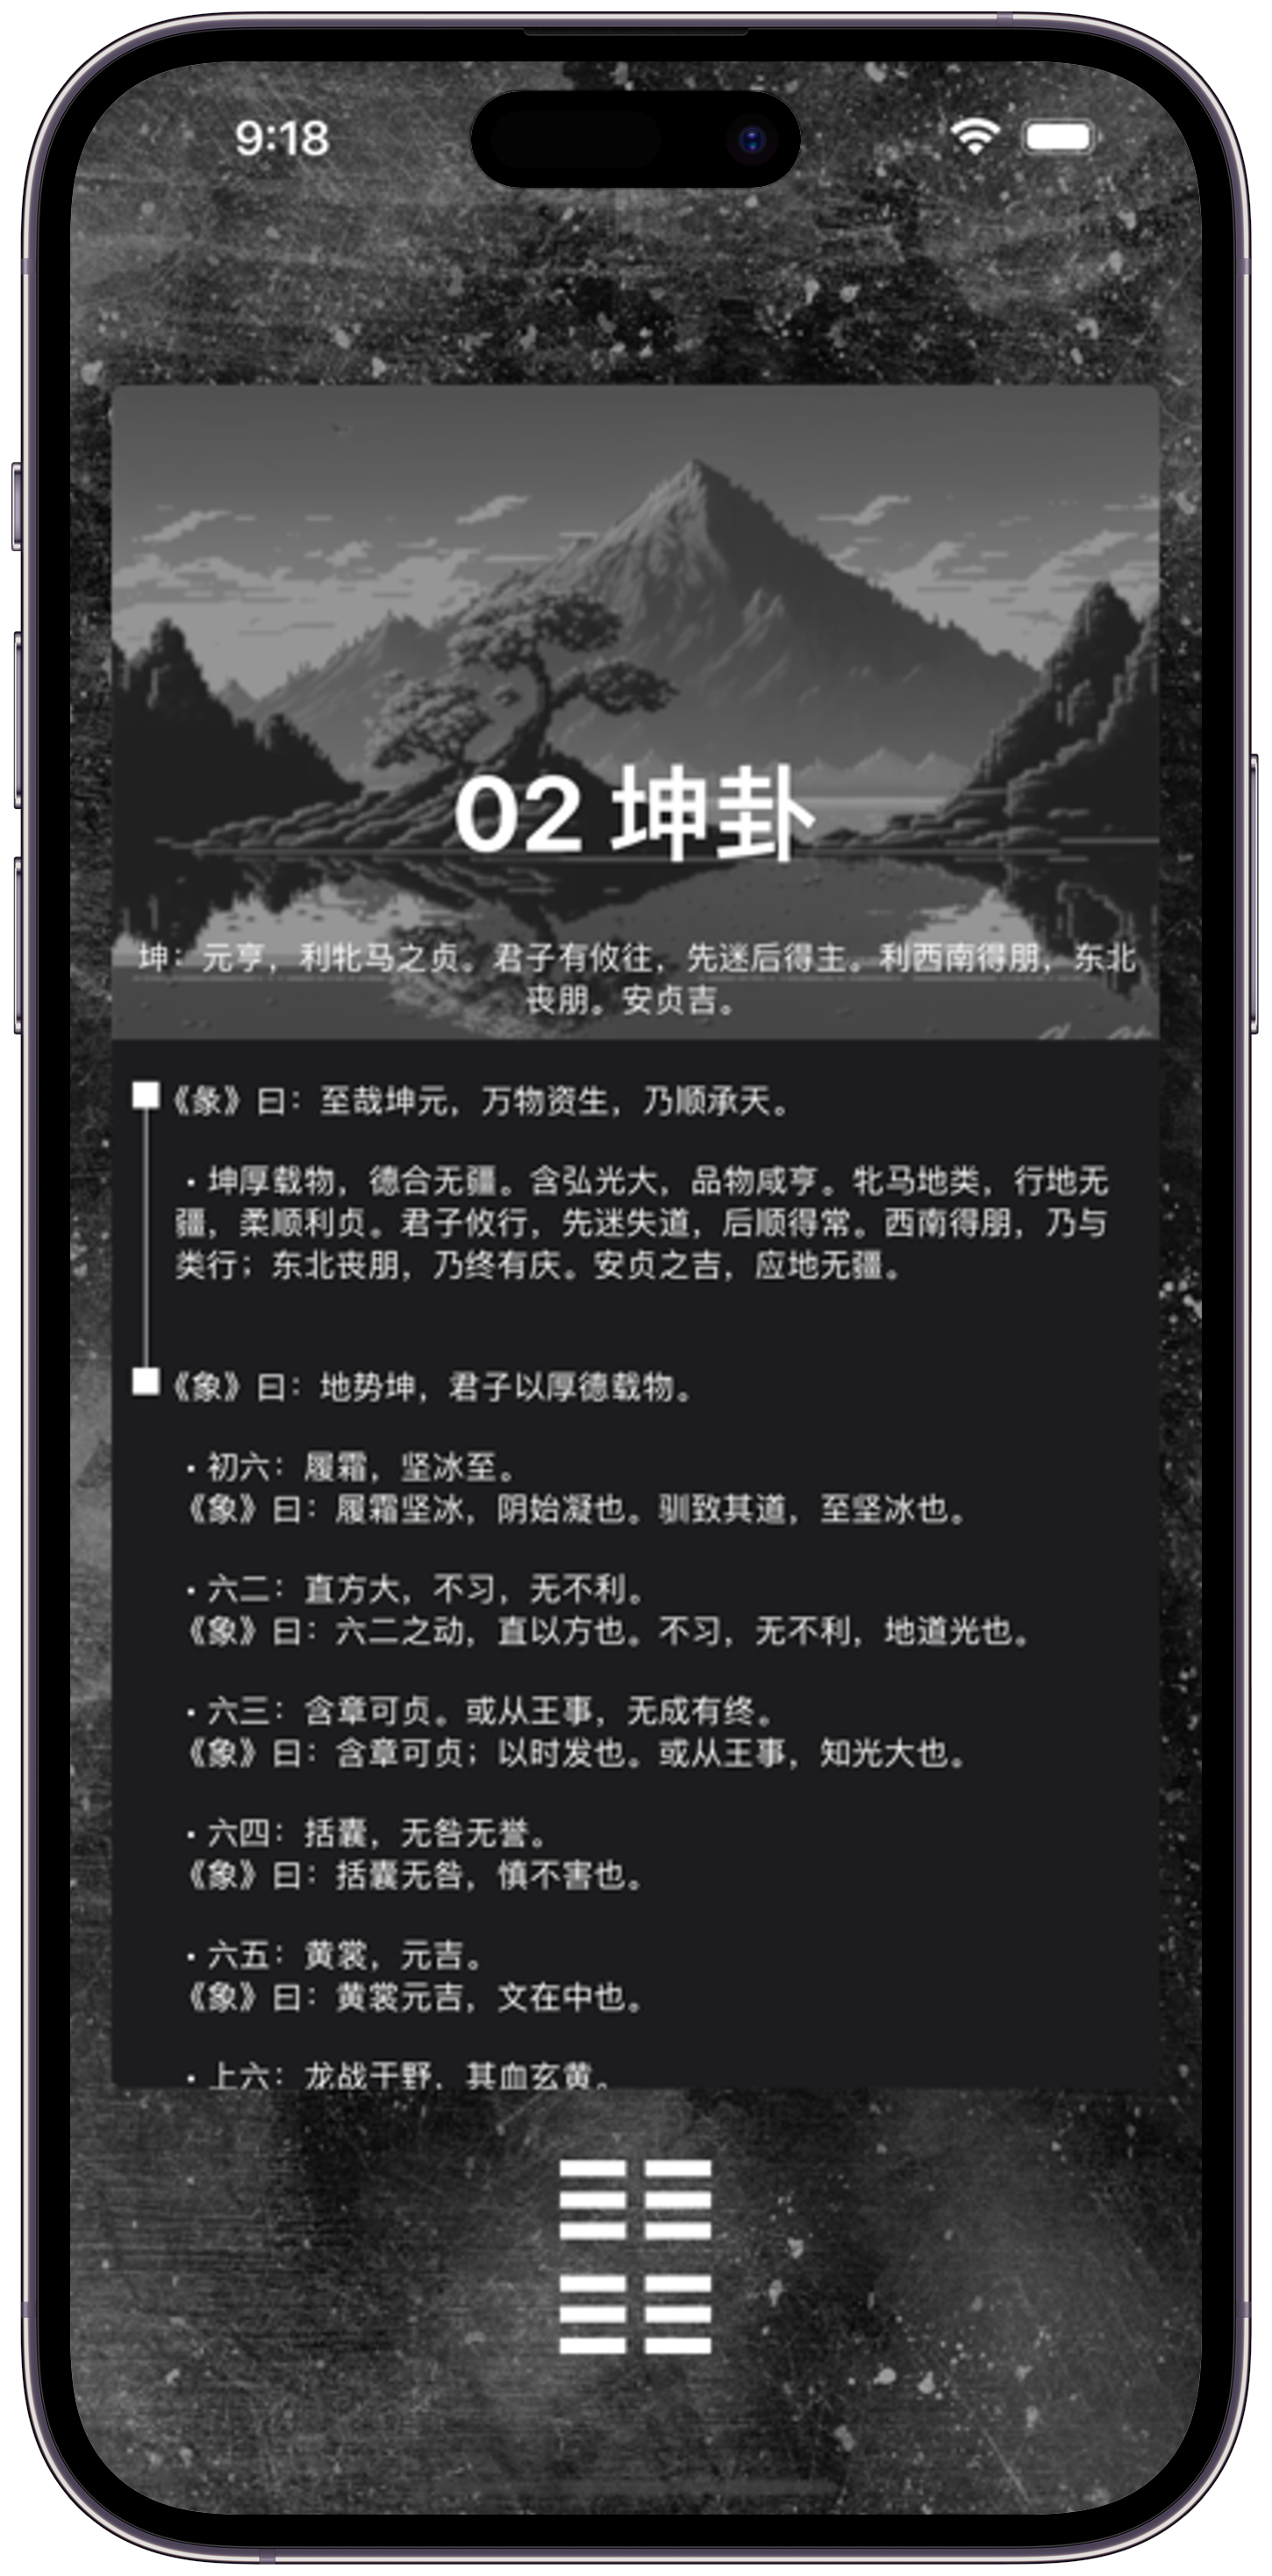 9:18
02 坤卦
坤：元亨，利牝马之贞。君子有攸往，先迷后得主。利西南得朋，东北
丧朋。安贞吉。
《彖》曰：至哉坤元，万物资生，乃顺承天。
・坤厚载物，德合无疆。含弘光大，品物咸亨。牝马地类，行地无
疆，柔顺利贞。君子攸行，先迷失道，后顺得常。西南得朋，乃与
类行；东北丧朋，乃终有庆。安贞之吉，应地无疆。
《象》曰：地势坤，君子以厚德载物。
・初六：履霜，坚冰至。
《象》曰：履霜坚冰，阴始凝也。驯致其道，至坚冰也。
・六二：直方大，不习，无不利。
《象》曰：六二之动，直以方也。不习，无不利，地道光也。
・六三：含章可贞。或从王事，无成有终。
《象》曰：含章可贞；以时发也。或从王事，知光大也。
・六四：括囊，无咎无誉。
《象》曰：括囊无咎，慎不害也。
・六五：黄裳，元吉。
《象》曰：黄裳元吉，文在中也。
・上六：龙战于野，其血玄黄。